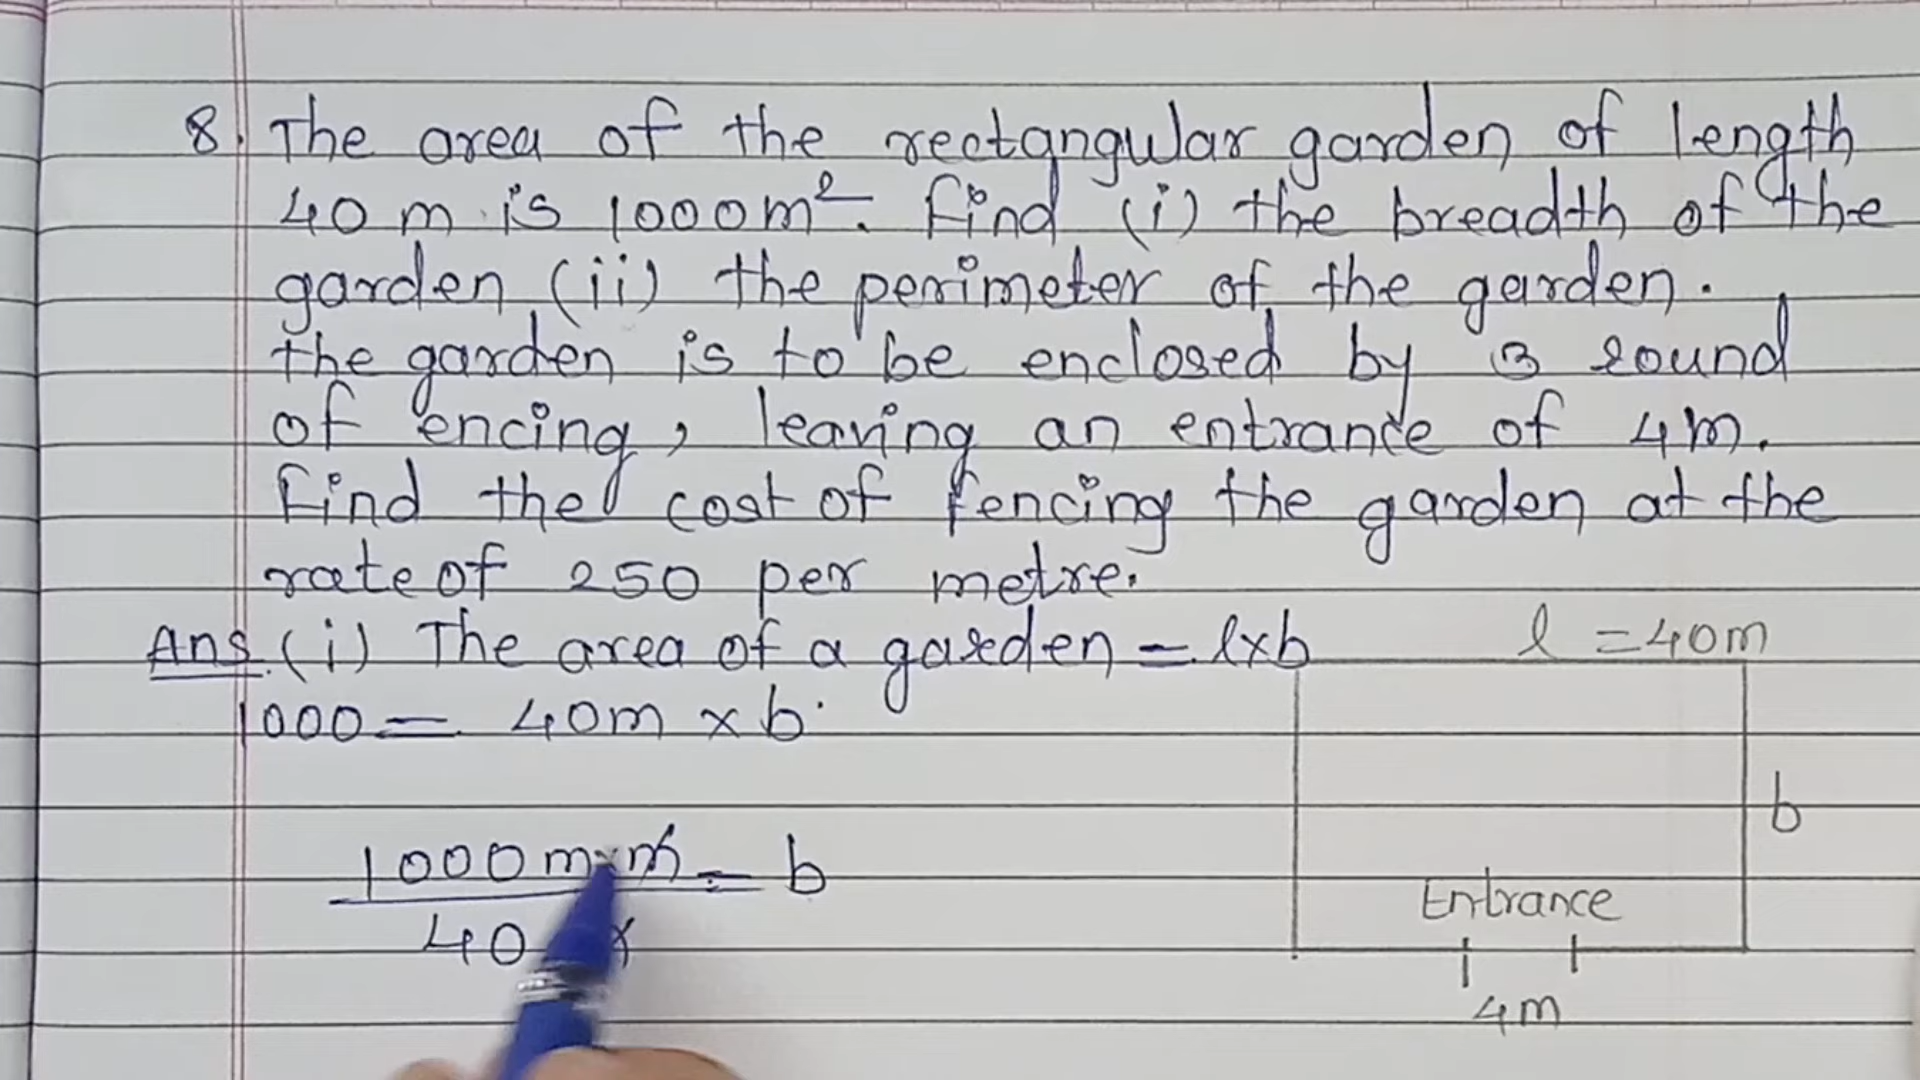 8. The area of the rectangular garden of length
40 m is 1000m². Find (i) the breadth of the
garden (ii) the perimeter of the garden.
the garden is to be enclosed by 3 round
of encing, leaving an entrance of 4m.
Find the cost of fencing the garden at the
rate of 250 per metre.
Ans. (i) The area of a garden = l×b
l = 40m
1000 = 40m × b
b
1000 m×m = b
40
Entrance
4m